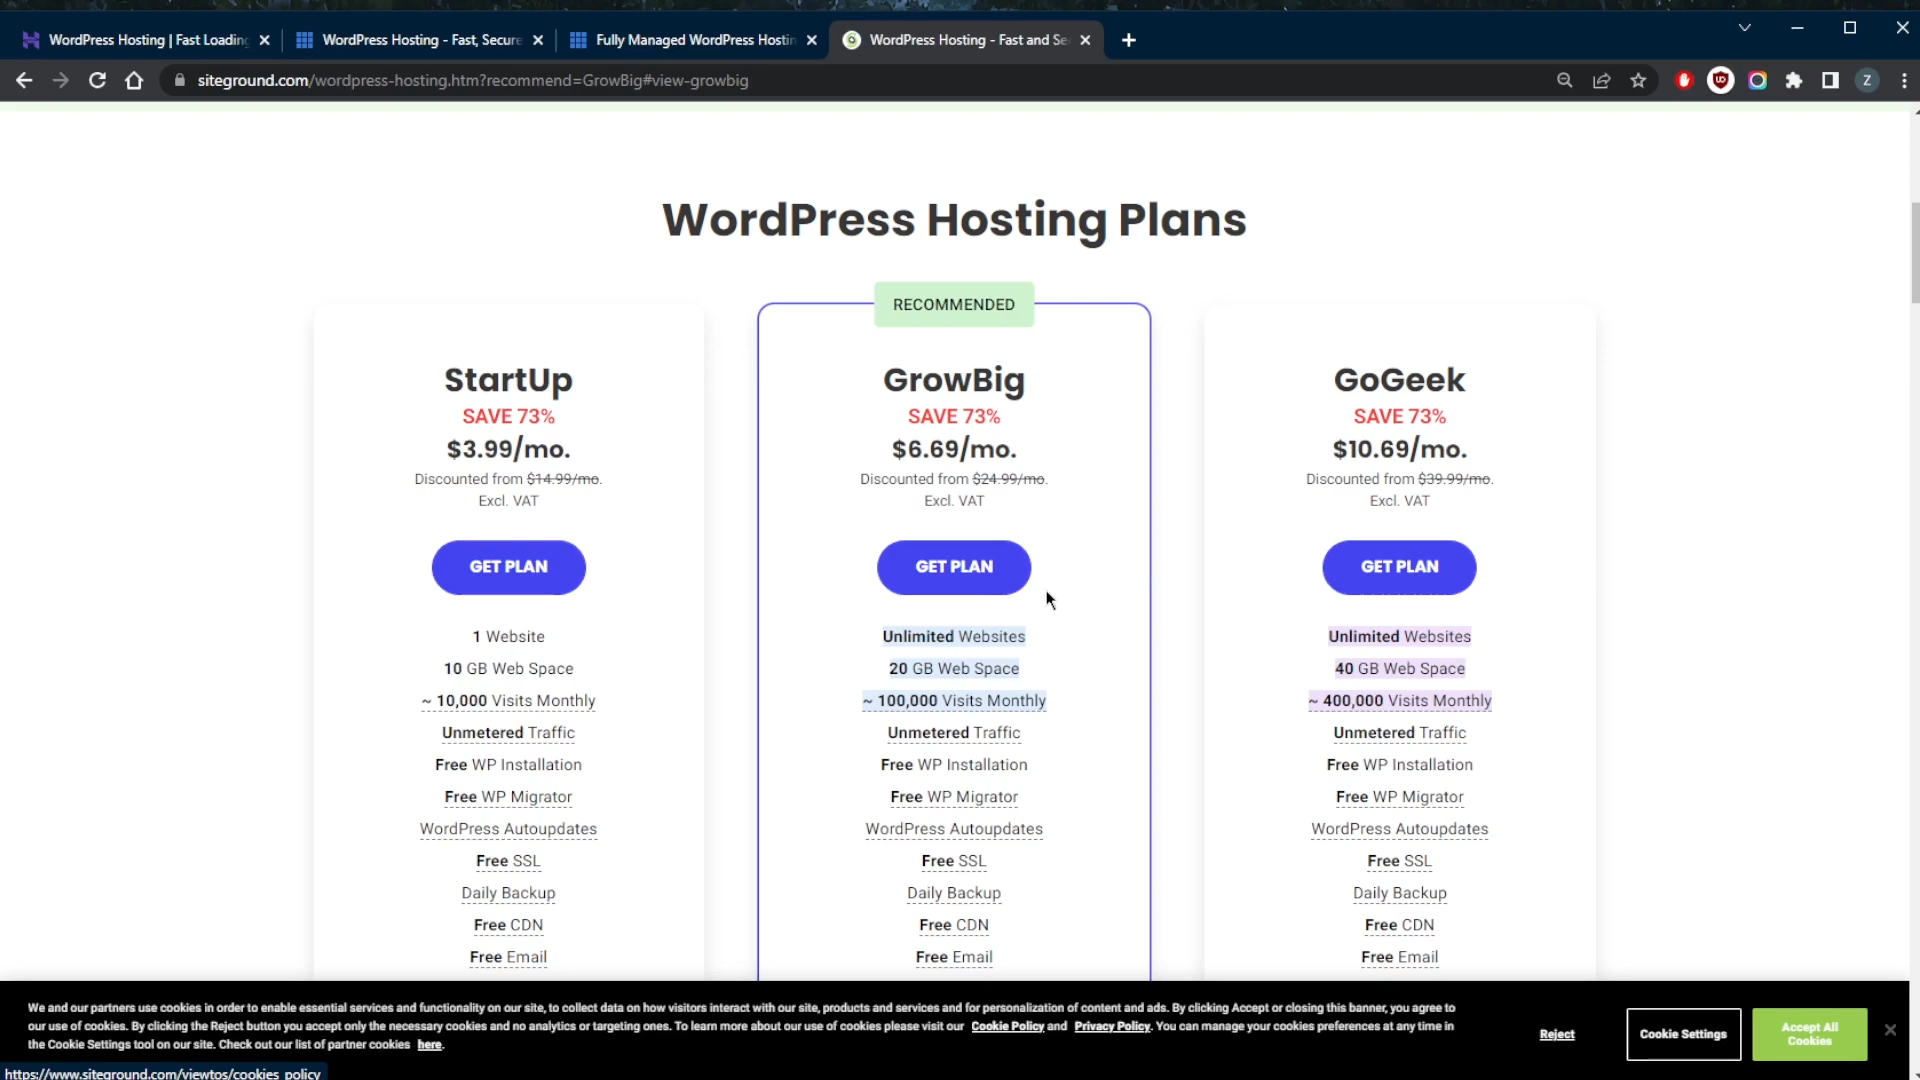 WordPress Hosting | Fast Loading
WordPress Hosting - Fast, Secure
Fully Managed WordPress Hostin
WordPress Hosting - Fast and Se
siteground.com/wordpress-hosting.htm?recommend=GrowBig#view-growbig
Z
WordPress Hosting Plans
RECOMMENDED
StartUp
SAVE 73%
$3.99/mo.
Discounted from $14.99/mo.
Excl. VAT
GET PLAN
1 Website
10 GB Web Space
~ 10,000 Visits Monthly
Unmetered Traffic
Free WP Installation
Free WP Migrator
WordPress Autoupdates
Free SSL
Daily Backup
Free CDN
Free Email
GrowBig
SAVE 73%
$6.69/mo.
Discounted from $24.99/mo.
Excl. VAT
GET PLAN
Unlimited Websites
20 GB Web Space
~ 100,000 Visits Monthly
Unmetered Traffic
Free WP Installation
Free WP Migrator
WordPress Autoupdates
Free SSL
Daily Backup
Free CDN
Free Email
GoGeek
SAVE 73%
$10.69/mo.
Discounted from $39.99/mo.
Excl. VAT
GET PLAN
Unlimited Websites
40 GB Web Space
~ 400,000 Visits Monthly
Unmetered Traffic
Free WP Installation
Free WP Migrator
WordPress Autoupdates
Free SSL
Daily Backup
Free CDN
Free Email
We and our partners use cookies in order to enable essential services and functionality on our site, to collect data on how visitors interact with our site, products and services and for personalization of content and ads. By clicking Accept or closing this banner, you agree to
our use of cookies. By clicking the Reject button you accept only the necessary cookies and no analytics or targeting ones. To learn more about our use of cookies please visit our Cookie Policy and Privacy Policy. You can manage your cookies preferences at any time in
the Cookie Settings tool on our site. Check out our list of partner cookies here.
Reject
Cookie Settings
Accept All
Cookies
https://www.siteground.com/viewtos/cookies_policy